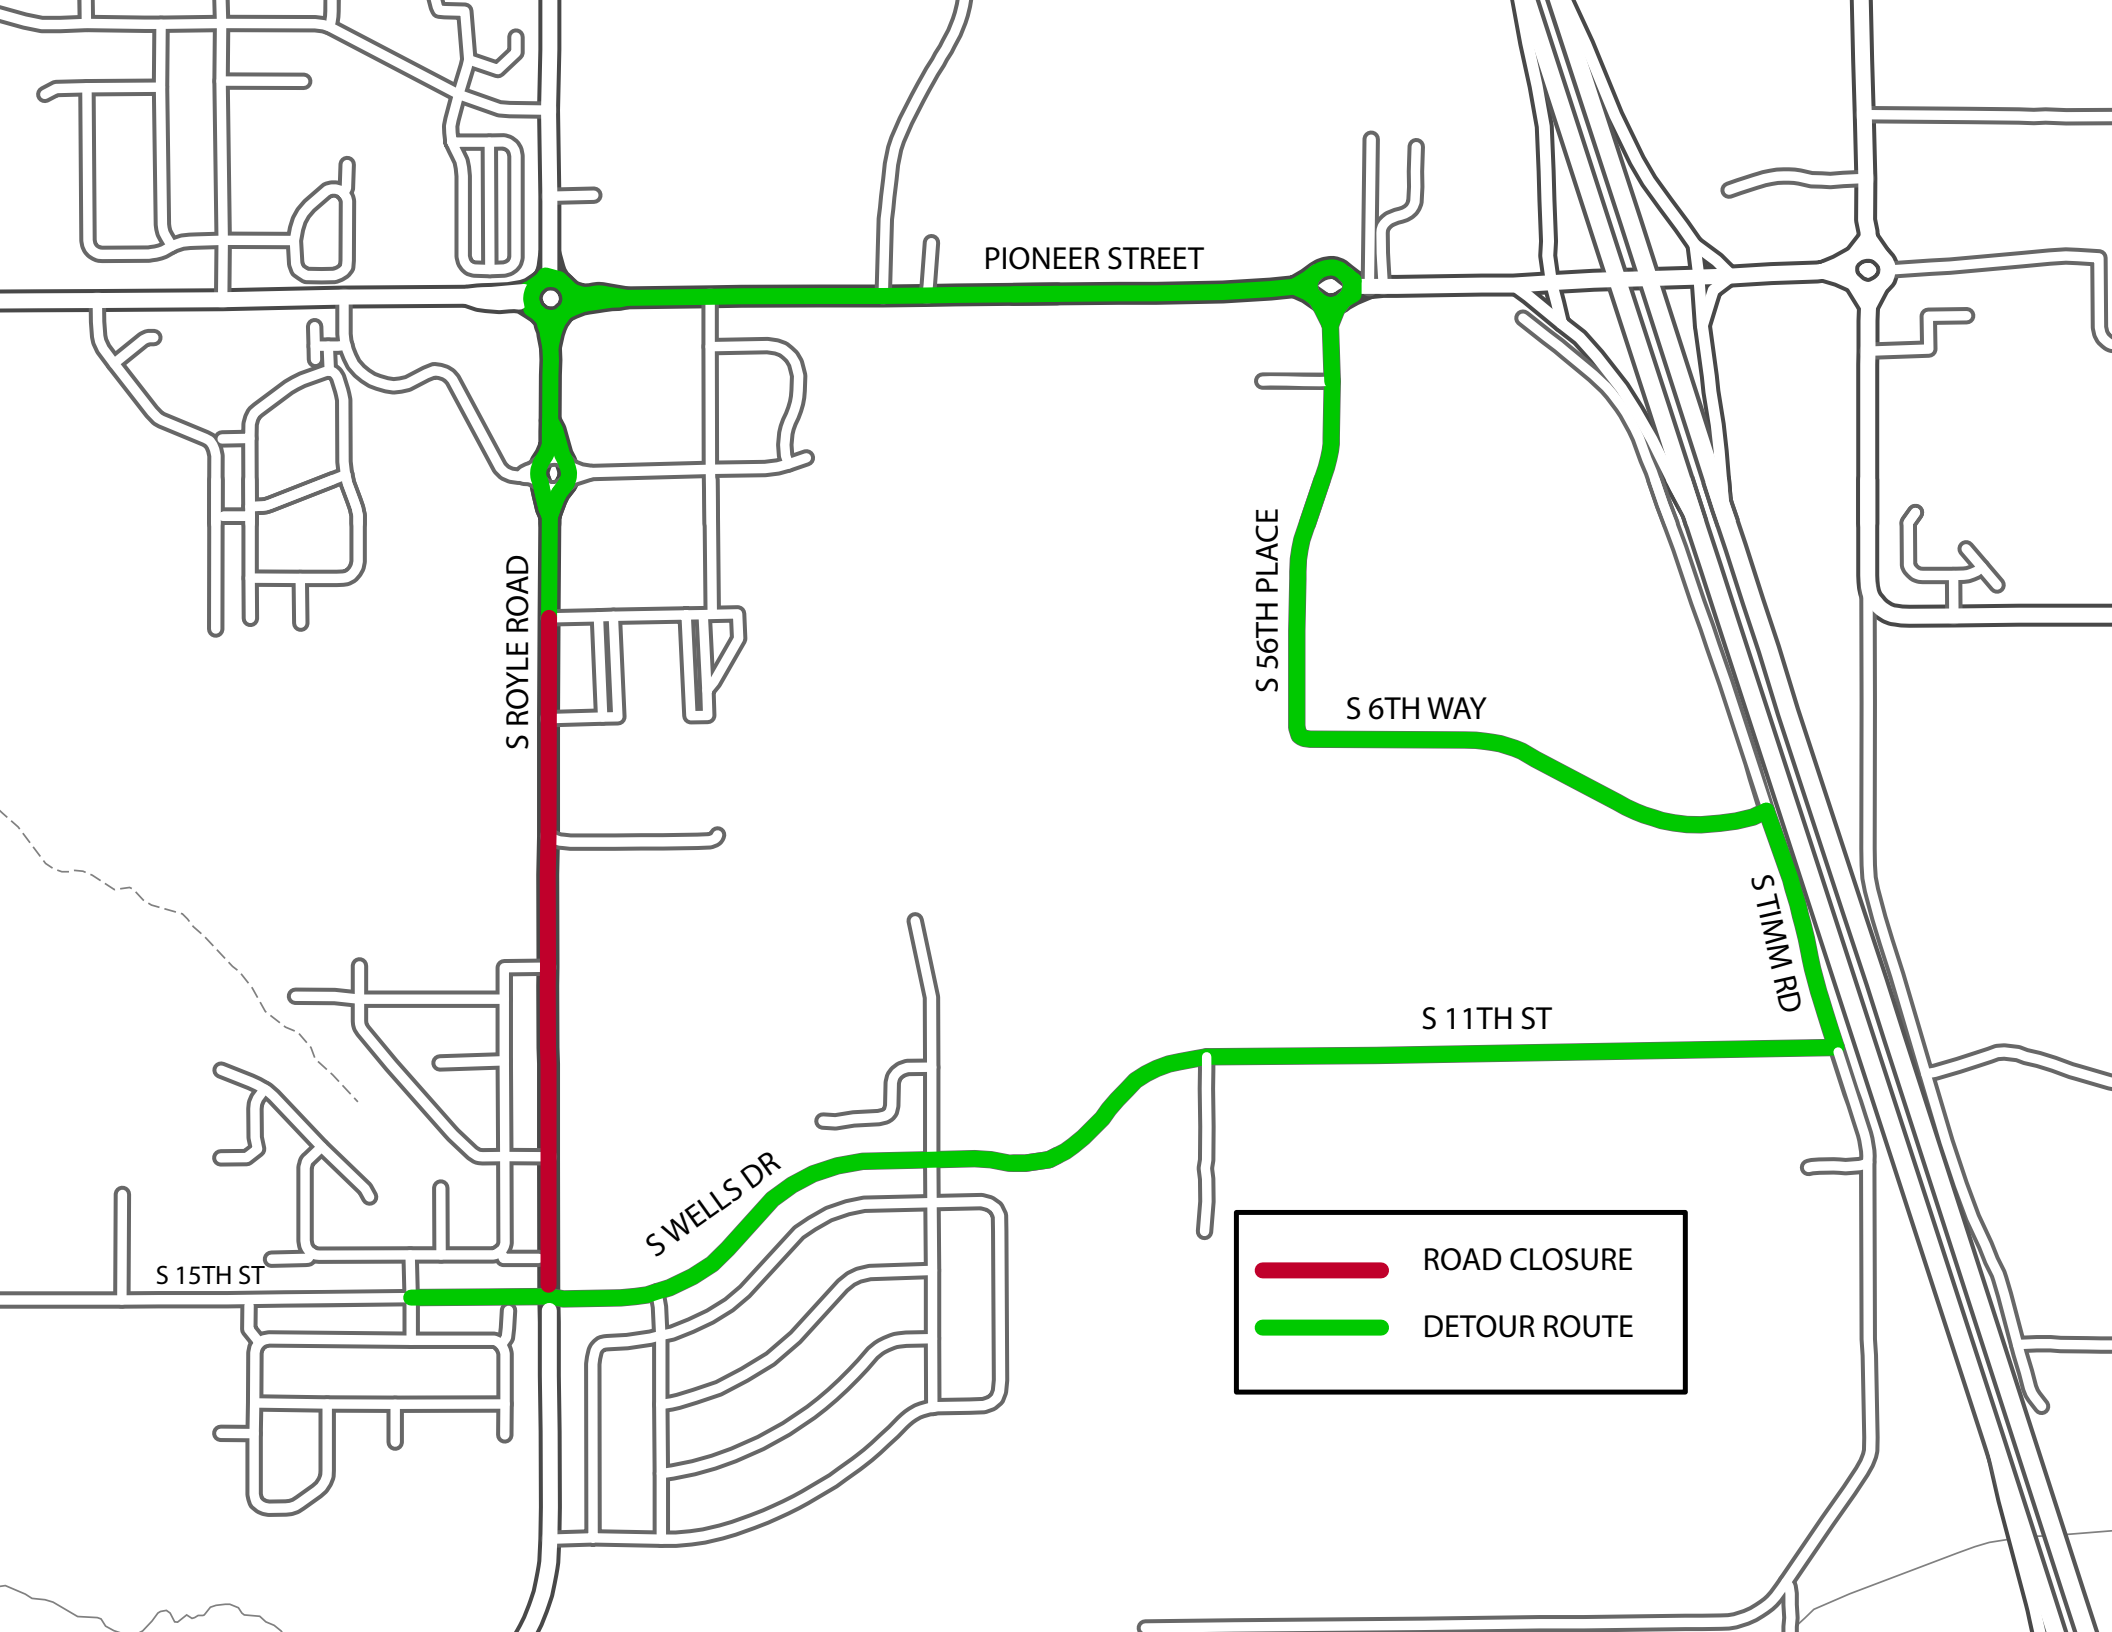 PIONEER STREET
S ROYLE ROAD
S 56TH PLACE
S 6TH WAY
S TIMM RD
S 11TH ST
S WELLS DR
S 15TH ST
ROAD CLOSURE
DETOUR ROUTE